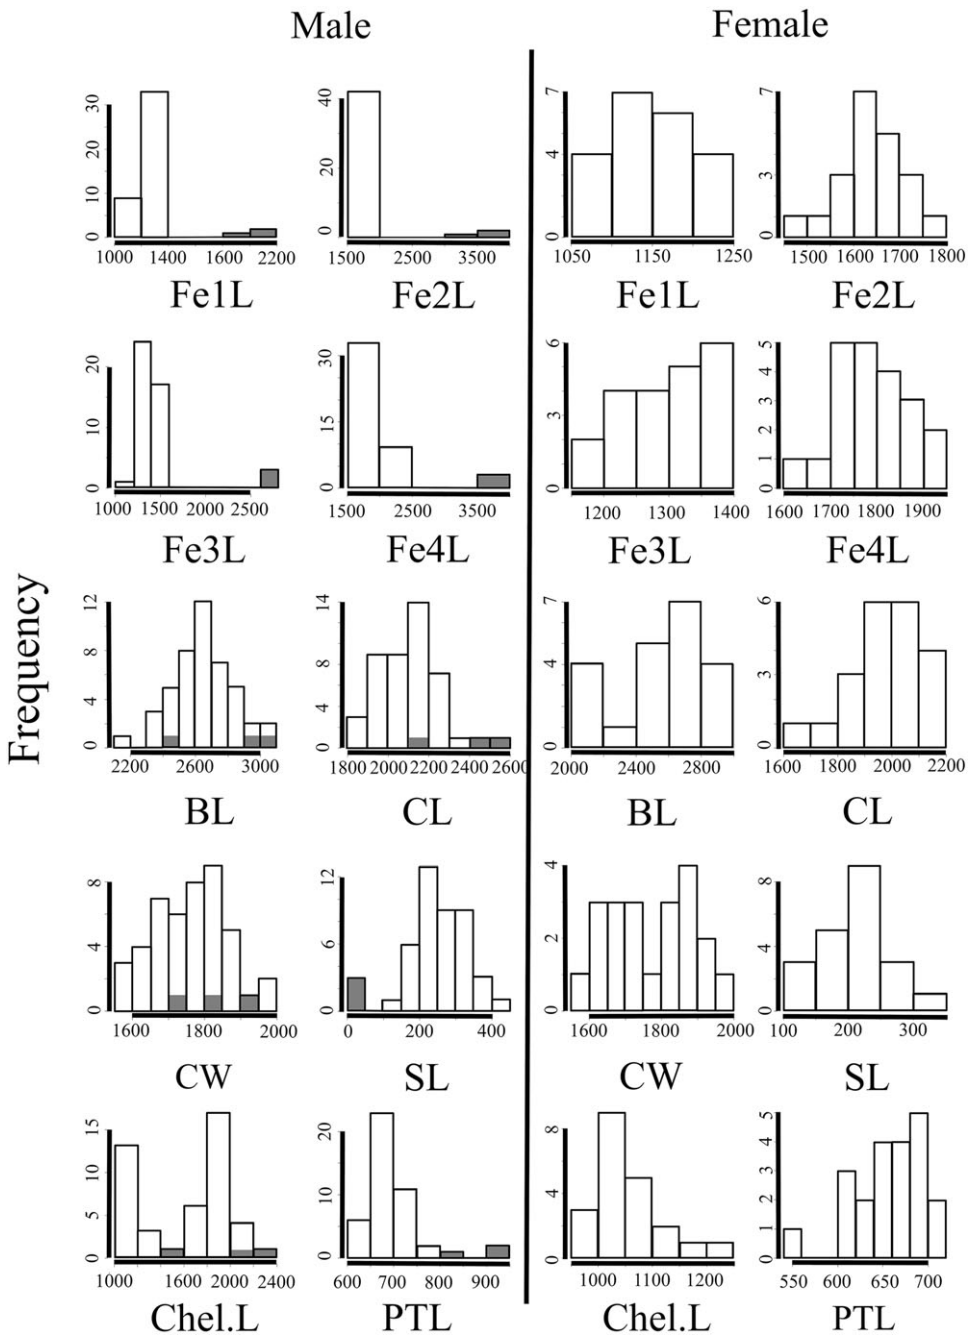 Male Female
30 20 10 0
1000 1400 1600 2200
Fe1L
40 20 0
1500 2500 3500
Fe2L
7 4 0
1050 1150 1250
Fe1L
7 3 0
1500 1600 1700 1800
Fe2L
20 10 0
1000 1500 2000 2500
Fe3L
30 15 0
1500 2500 3500
Fe4L
6 3 0
1200 1300 1400
Fe3L
5 4 3 2 1 0
1600 1700 1800 1900
Fe4L
Frequency
12 8 4 0
2200 2600 3000
BL
14 8 4 0
1800 2000 2200 2400 2600
CL
7 4 0
2000 2400 2800
BL
6 3 0
1600 1800 2000 2200
CL
8 4 0
1600 1800 2000
CW
12 6 0
0 200 400
SL
4 2 0
1600 1800 2000
CW
8 4 0
100 200 300
SL
15 10 5 0
1000 1600 2000 2400
Chel.L
20 10 0
600 700 800 900
PTL
8 4 0
1000 1100 1200
Chel.L
5 4 3 2 1 0
550 600 650 700
PTL